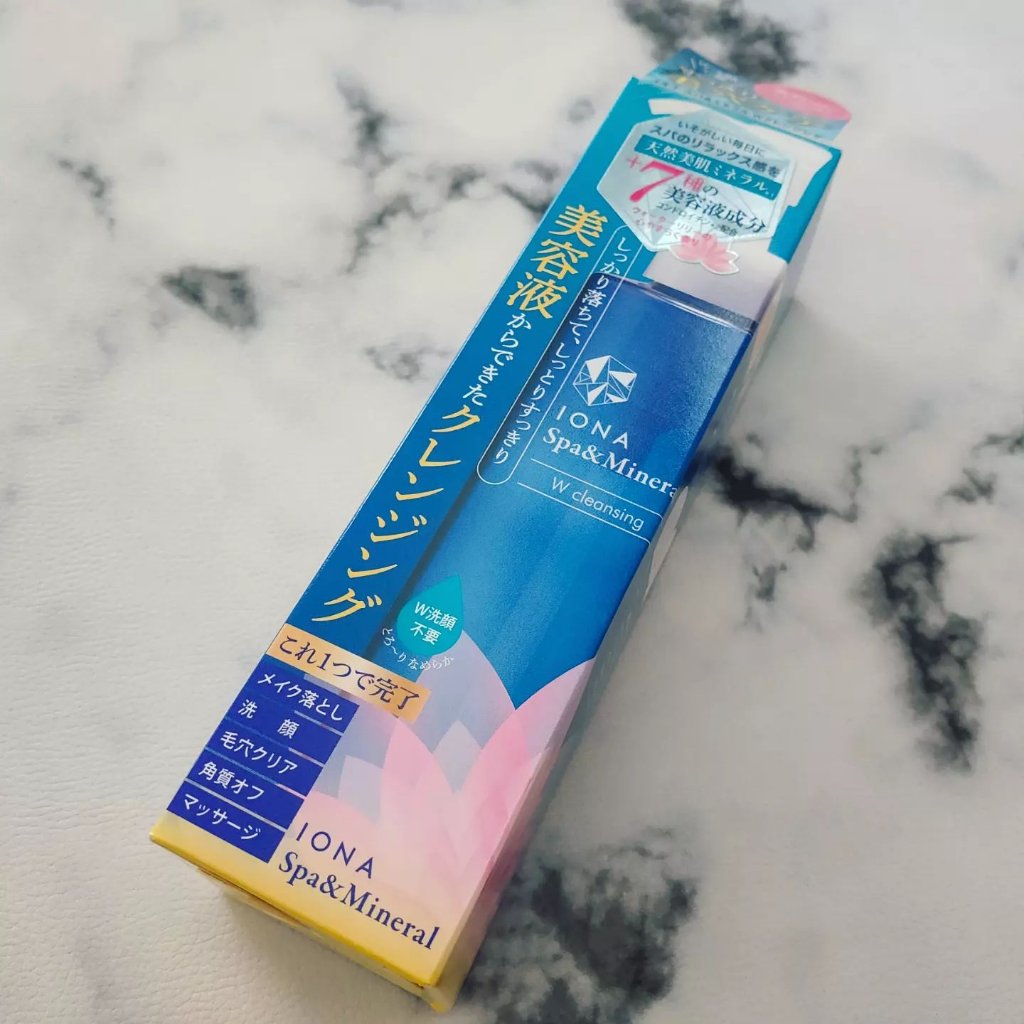 いそがしい毎日に
スパのリラックス感を
天然美肌ミネラル
+7種の
美容液成分
しっかり落ちて、しっとりすっきり
美容液からできたクレンジング
IONA
Spa&Minera
W cleansing
W洗顔
不要
とろ〜りなめらか
これ1つで完了
メイク落とし
洗顔
毛穴クリア
角質オフ
マッサージ
IONA
Spa&Mineral